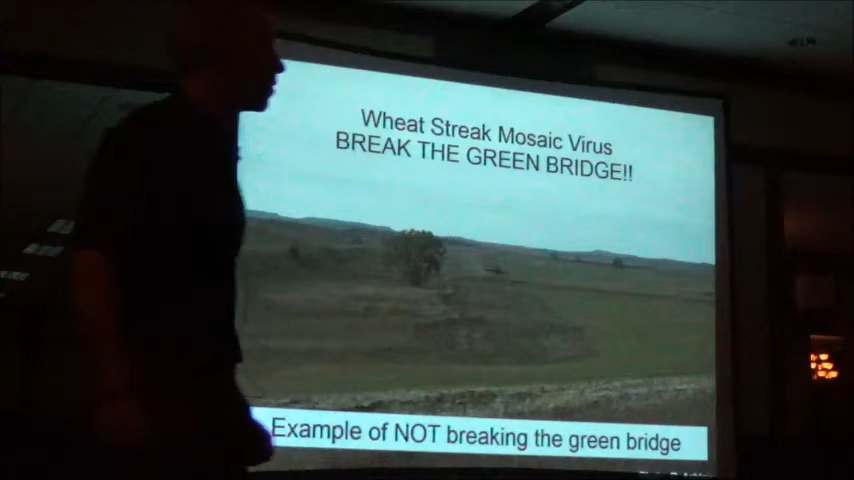 Wheat Streak Mosaic Virus
BREAK THE GREEN BRIDGE!!
Example of NOT breaking the green bridge